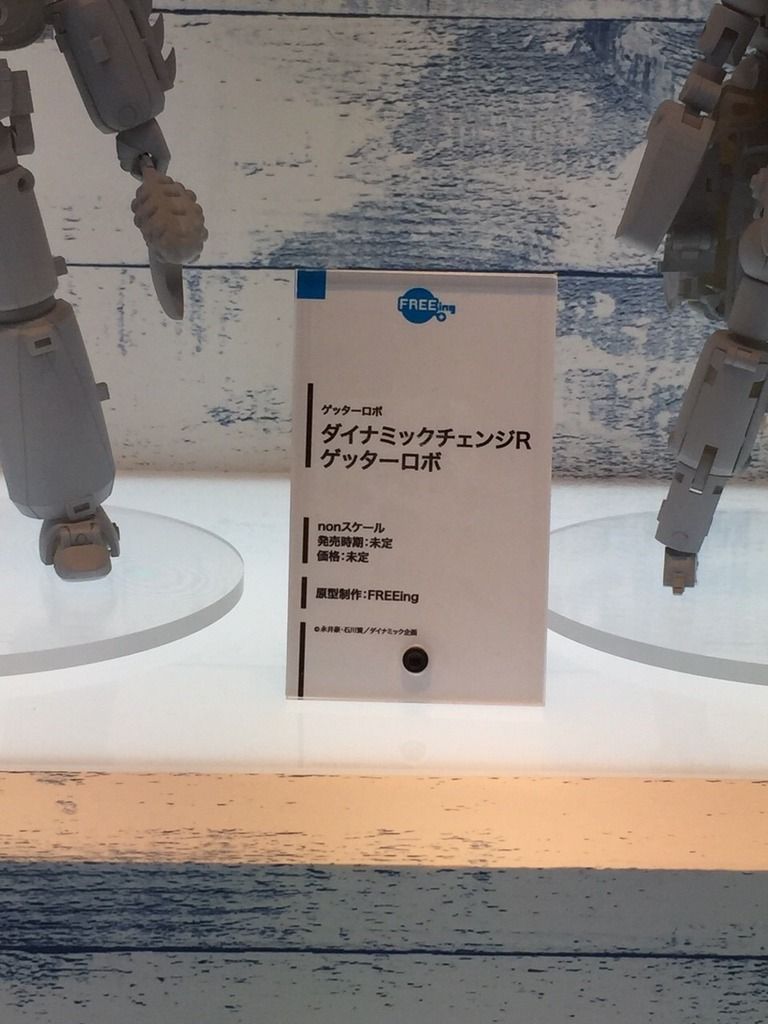 FREEing
ゲッターロボ
ダイナミックチェンジR
ゲッターロボ
nonスケール
発売時期：未定
価格：未定
原型制作：FREEing
©永井豪・石川賢／ダイナミック企画